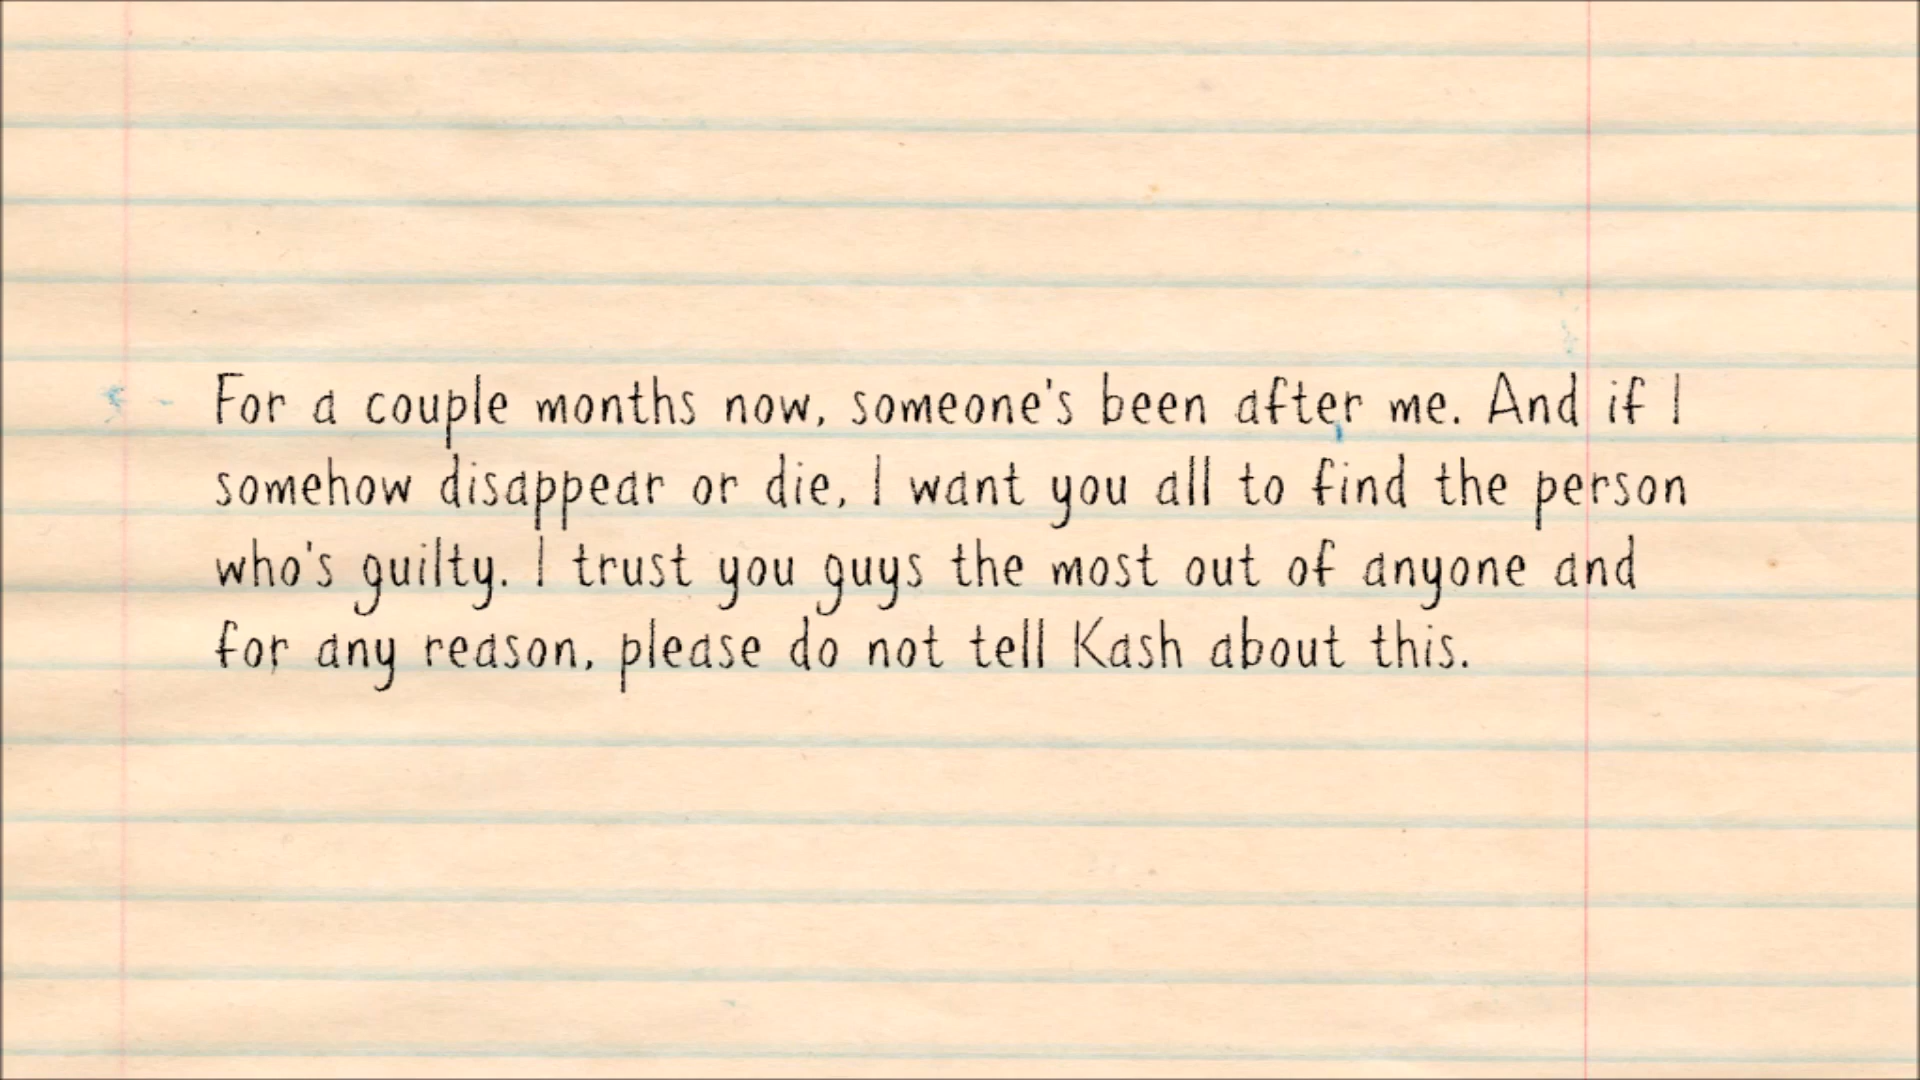 For a couple months now, someone's been after me. And if I
somehow disappear or die, I want you all to find the person
who's guilty. I trust you guys the most out of anyone and
for any reason, please do not tell Kash about this.